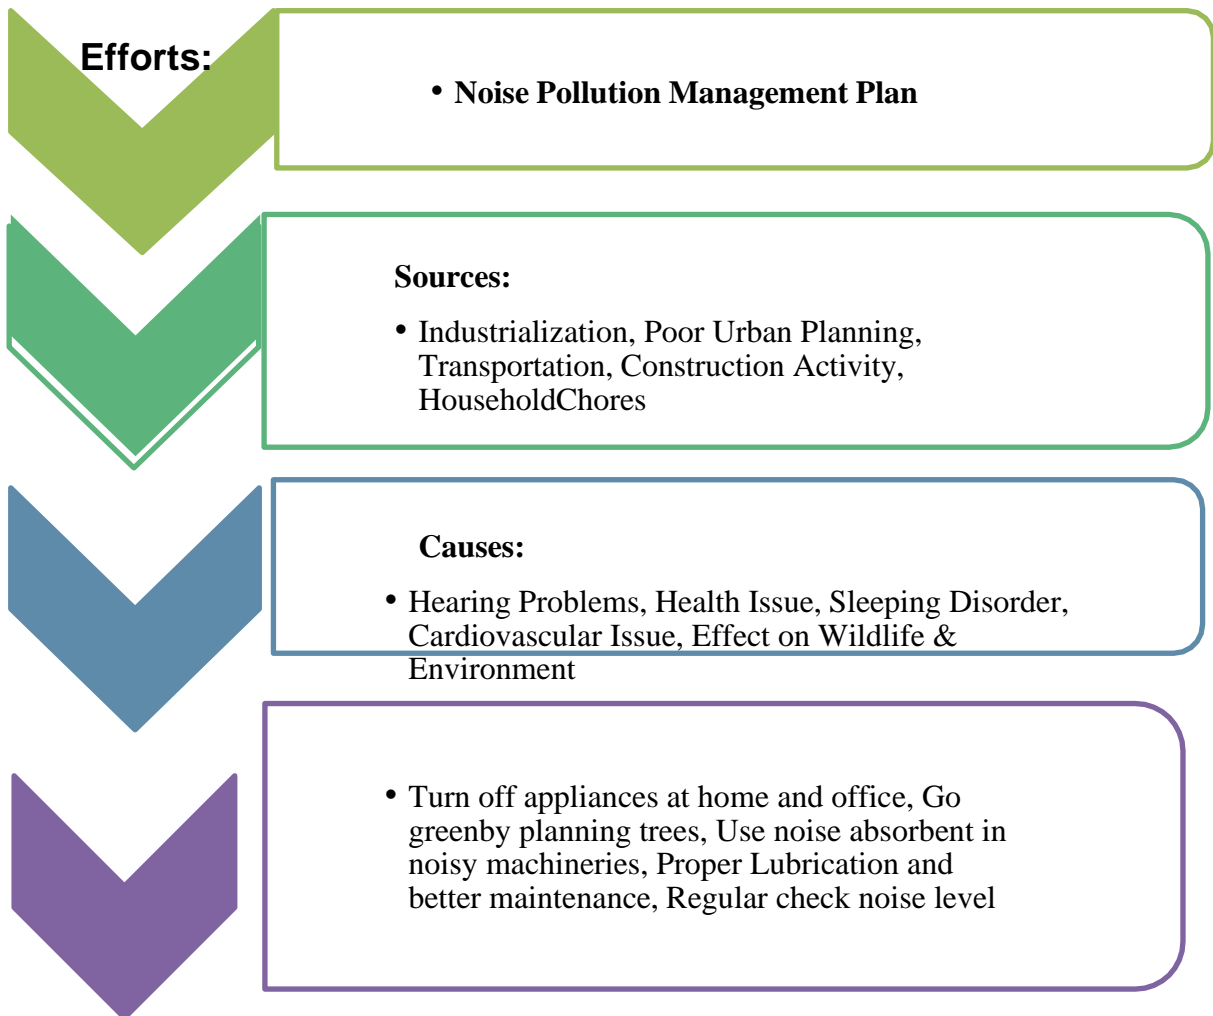 Efforts:
• Noise Pollution Management Plan
Sources:
• Industrialization, Poor Urban Planning,
Transportation, Construction Activity,
HouseholdChores
Causes:
• Hearing Problems, Health Issue, Sleeping Disorder,
Cardiovascular Issue, Effect on Wildlife &
Environment
• Turn off appliances at home and office, Go
greenby planning trees, Use noise absorbent in
noisy machineries, Proper Lubrication and
better maintenance, Regular check noise level